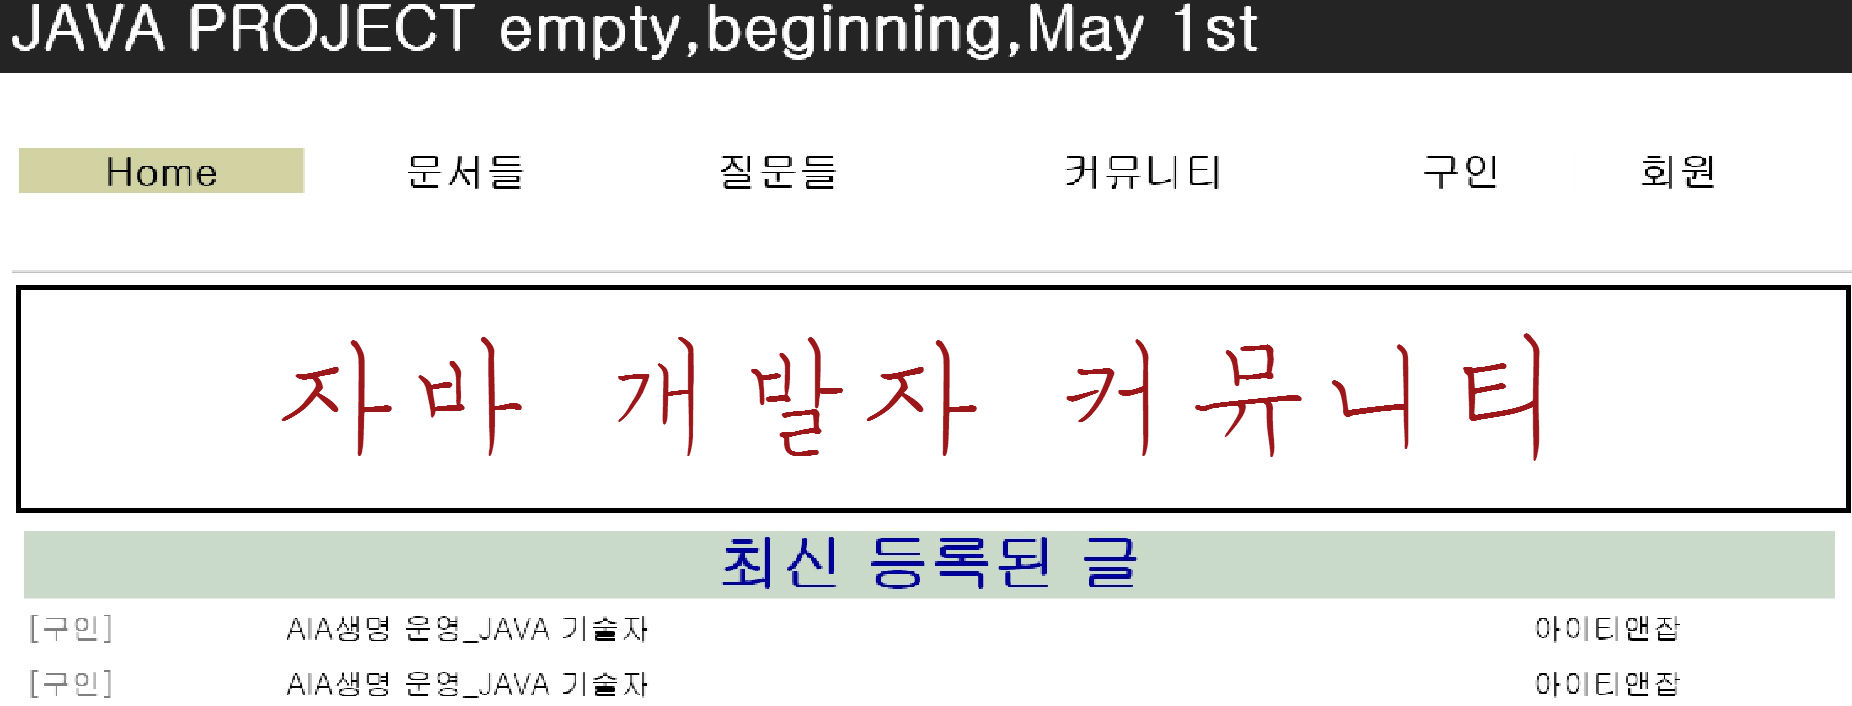 JAVA PROJECT empty,beginning,May 1st
Home 문서들 질문들 커뮤니티 구인 회원
자바 개발자 커뮤니티
최신 등록된 글
[구인] AIA생명 운영_JAVA 기술자 아이티앤잡
[구인] AIA생명 운영_JAVA 기술자 아이티앤잡